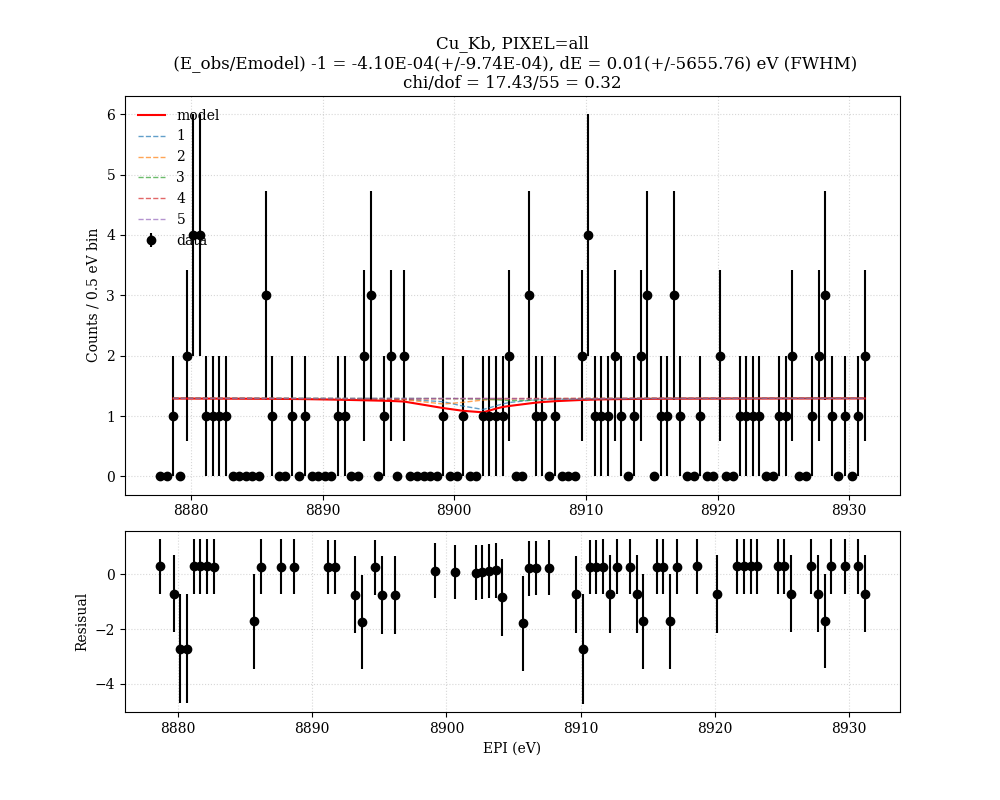 Cu_Kb, PIXEL=all
(E_obs/Emodel) -1 = -4.10E-04(+/-9.74E-04), dE = 0.01(+/-5655.76) eV (FWHM)
chi/dof = 17.43/55 = 0.32
model
1
2
3
4
5
data
Counts / 0.5 eV bin
6
5
4
3
2
1
0
8880 8890 8900 8910 8920 8930
Resisual
0
−2
−4
8880 8890 8900 8910 8920 8930
EPI (eV)